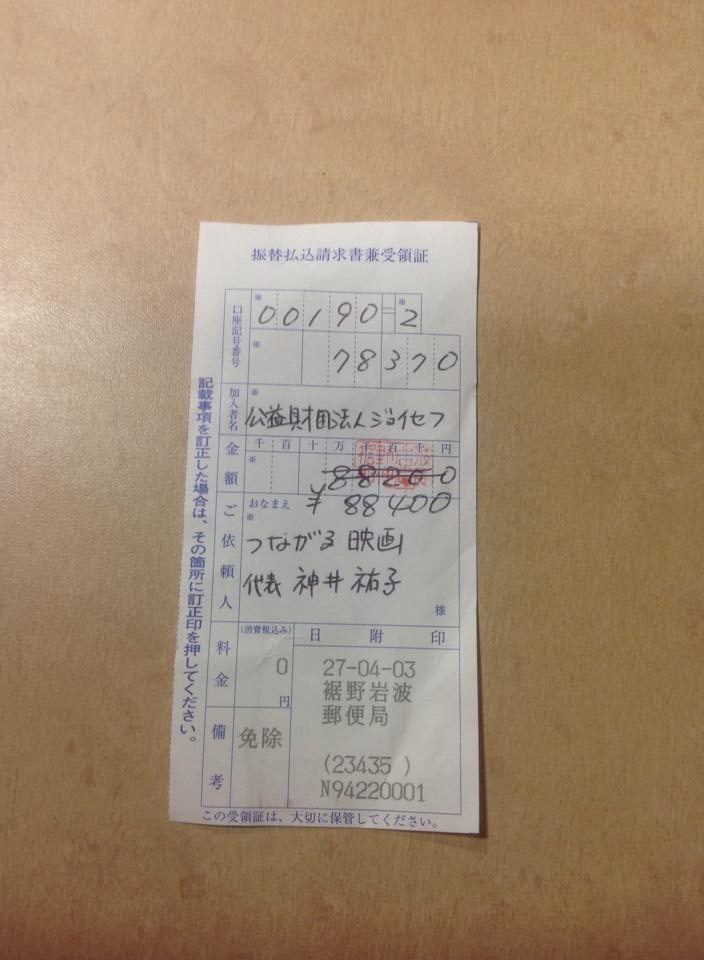 振替払込請求書兼受領証
口座記号番号
※ 00190=※2
※ 78370
加入者名
※
公益財団法人ジョイセフ
金額
千百十万千百十円
※ 88200
¥88400
ご依頼人
おなまえ
※
つながる映画
代表 神井祐子
様
料金
(消費税込み)
0
円
備考
免除
日附印
27-04-03
裾野岩波
郵便局
(23435 )
N94220001
記載事項を訂正した場合は、その箇所に訂正印を押してください。
この受領証は、大切に保管してください。